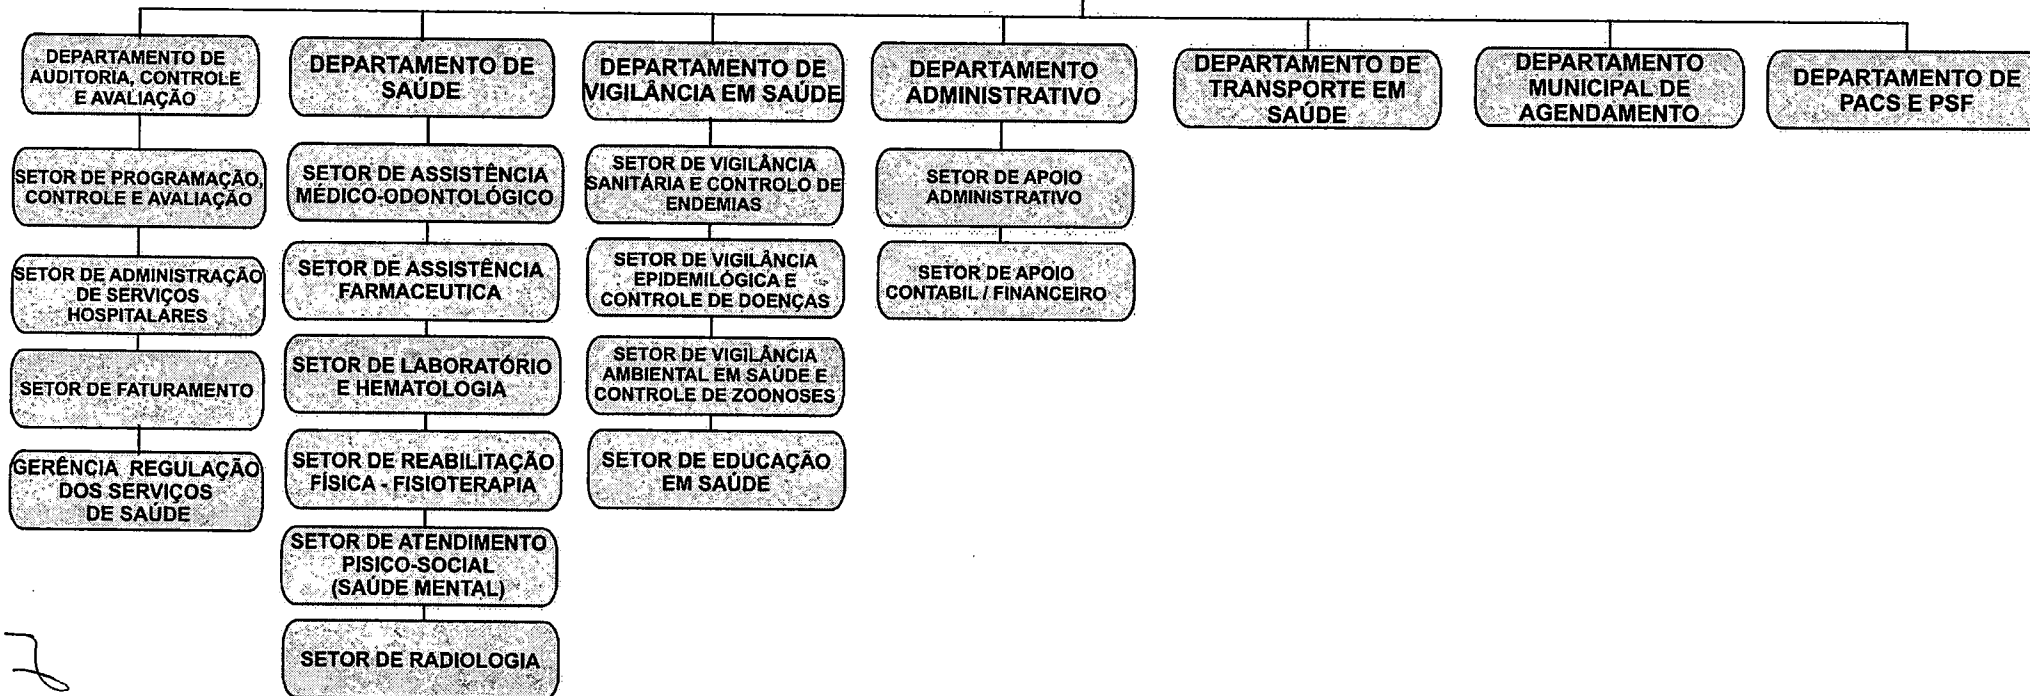 DEPARTAMENTO DE
AUDITORIA, CONTROLE
E AVALIAÇÃO
SETOR DE PROGRAMAÇÃO,
CONTROLE E AVALIAÇÃO
SETOR DE ADMINISTRAÇÃO
DE SERVIÇOS
HOSPITALARES
SETOR DE FATURAMENTO
GERÊNCIA REGULAÇÃO
DOS SERVIÇOS
DE SAÚDE
DEPARTAMENTO DE
SAÚDE
SETOR DE ASSISTÊNCIA
MÉDICO-ODONTOLÓGICO
SETOR DE ASSISTÊNCIA
FARMACEUTICA
SETOR DE LABORATÓRIO
E HEMATOLOGIA
SETOR DE REABILITAÇÃO
FÍSICA - FISIOTERAPIA
SETOR DE ATENDIMENTO
PISICO-SOCIAL
(SAÚDE MENTAL)
SETOR DE RADIOLOGIA
DEPARTAMENTO DE
VIGILÂNCIA EM SAÚDE
SETOR DE VIGILÂNCIA
SANITÁRIA E CONTROLO DE
ENDEMIAS
SETOR DE VIGILÂNCIA
EPIDEMILÓGICA E
CONTROLE DE DOENÇAS
SETOR DE VIGILÂNCIA
AMBIENTAL EM SAÚDE E
CONTROLE DE ZOONOSES
SETOR DE EDUCAÇÃO
EM SAÚDE
DEPARTAMENTO
ADMINISTRATIVO
SETOR DE APOIO
ADMINISTRATIVO
SETOR DE APOIO
CONTABIL / FINANCEIRO
DEPARTAMENTO DE
TRANSPORTE EM
SAÚDE
DEPARTAMENTO
MUNICIPAL DE
AGENDAMENTO
DEPARTAMENTO DE
PACS E PSF